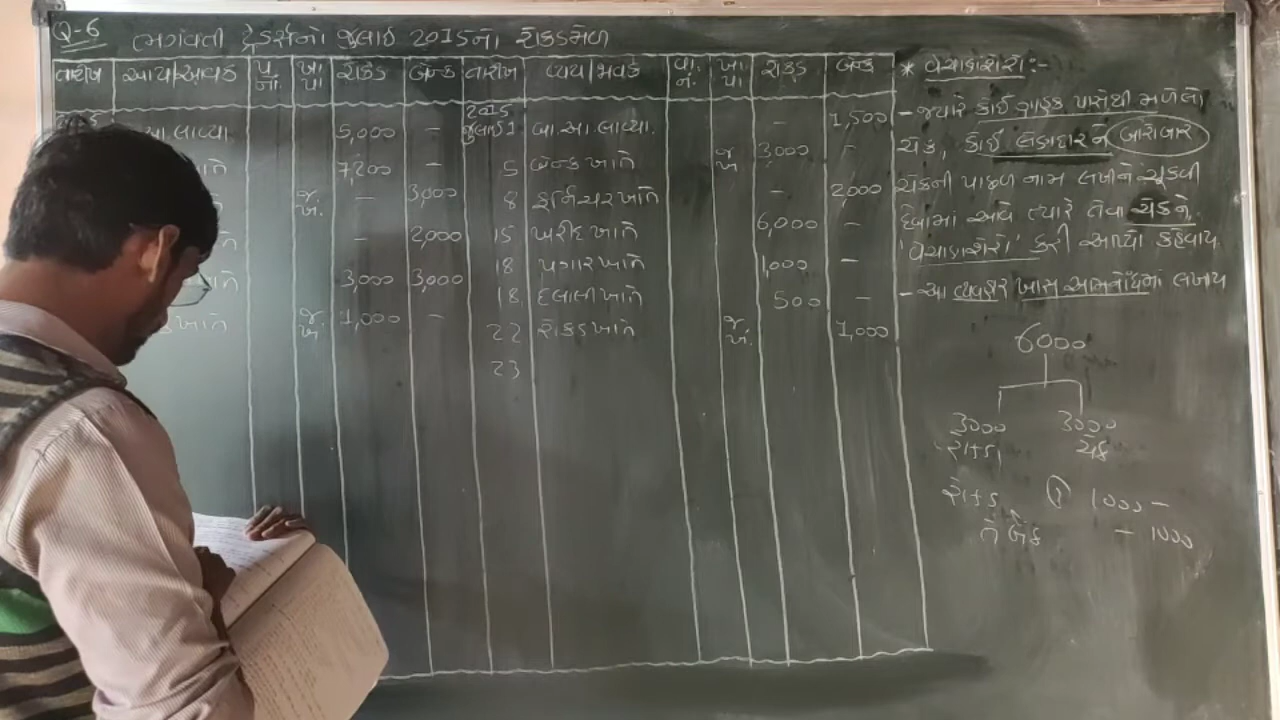 Q-6 ભગવતી ટ્રેડર્સનો જુલાઈ 2015નો રોકડમેળ
તારીખ આવય/આવક પ. નં. ખા. પા રોકડ બેન્ક તારીખ વ્યય/જાવક વા. નં. ખા. પા રોકડ બેન્ક
2015
લાવ્યા 5,000 - જુલાઈ 1 બા.આ.લાવ્યા. - 1,500
ખાતે 7,200 - 5 બેન્ક ખાતે જ. ખ. 3,000 -
જ. ખ. - 3,000 8 ફર્નિચર ખાતે - 2,000
- 2,000 15 ખરીદ ખાતે 6,000 -
ખાતે 3,000 3,000 18 પગાર ખાતે 1,000 -
18 દલાલી ખાતે 500 -
ખાતે જ. ખ. 1,000 - 22 રોકડ ખાતે જ. ખ. 1,000
23
* વેચાણશેરો:-
- જ્યારે કોઈ ગ્રાહક પાસેથી મળેલો
ચેક, કોઈ લેણદારને બારોબાર
ચેકની પાછળ નામ લખીને ચૂકવી
દેવામાં આવે ત્યારે તેવા ચેકને
'વેચાણશેરો' કરી આપ્યો કહેવાય
- આ વ્યવહાર ખાસ આમનોંધમાં લખાય
6000
3000 3000
રોકડા ચેક
રોકડ 1000 -
તે બેંક - 1000